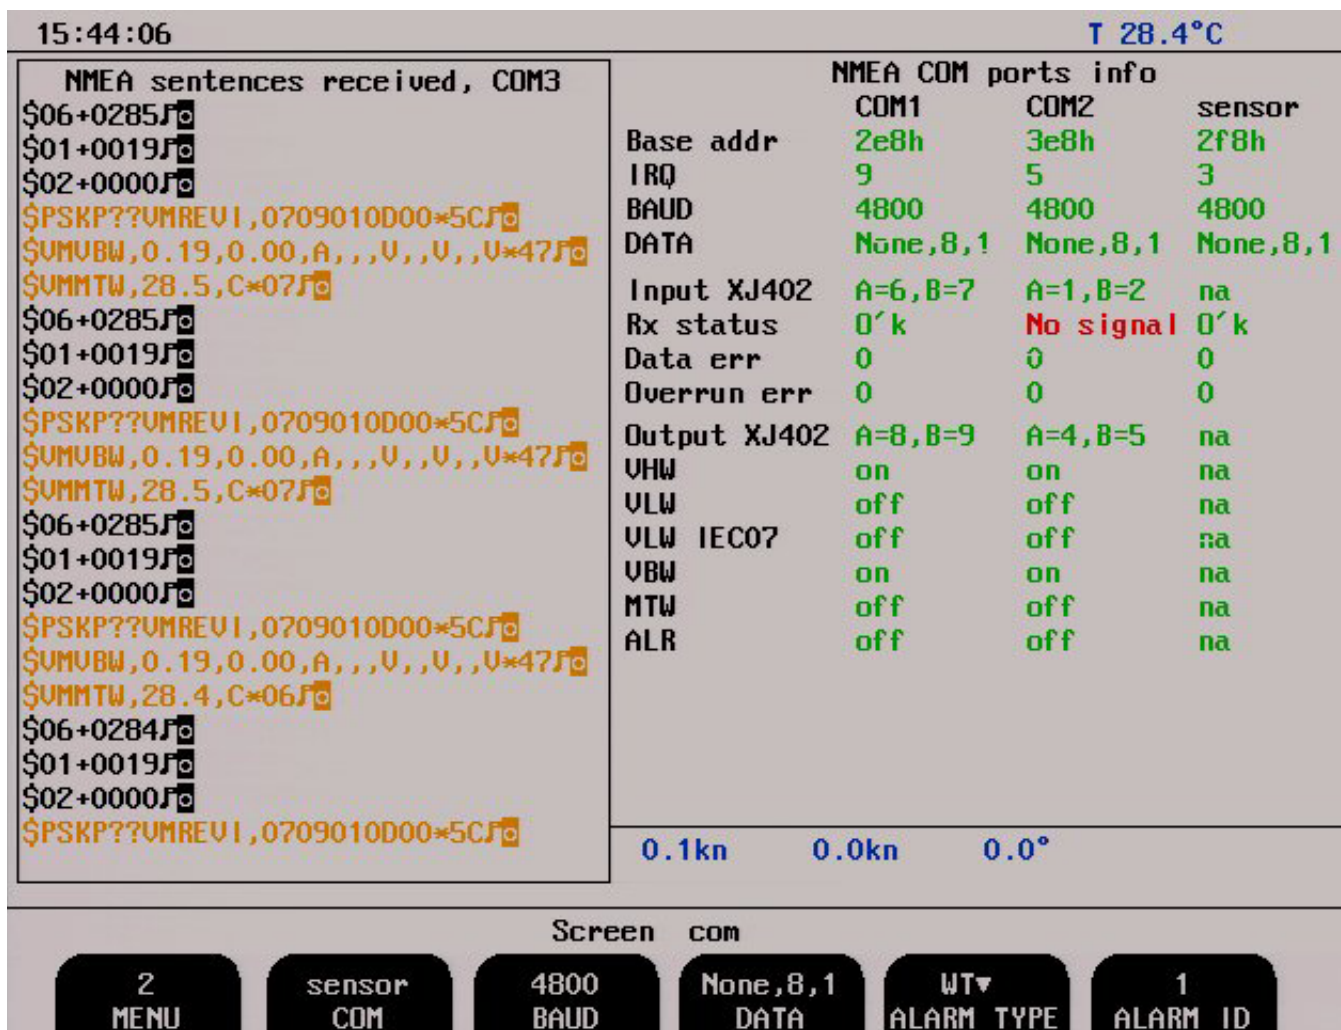 15:44:06
T 28.4°C
NMEA sentences received, COM3
$06+0285♪◙
$01+0019♪◙
$02+0000♪◙
$PSKP??VMREVI,0709010D00*5C♪◙
$VMVBW,0.19,0.00,A,,,V,,V,,V*47♪◙
$VMMTW,28.5,C*07♪◙
$06+0285♪◙
$01+0019♪◙
$02+0000♪◙
$PSKP??VMREVI,0709010D00*5C♪◙
$VMVBW,0.19,0.00,A,,,V,,V,,V*47♪◙
$VMMTW,28.5,C*07♪◙
$06+0285♪◙
$01+0019♪◙
$02+0000♪◙
$PSKP??VMREVI,0709010D00*5C♪◙
$VMVBW,0.19,0.00,A,,,V,,V,,V*47♪◙
$VMMTW,28.4,C*06♪◙
$06+0284♪◙
$01+0019♪◙
$02+0000♪◙
$PSKP??VMREVI,0709010D00*5C♪◙
NMEA COM ports info
COM1 COM2 sensor
Base addr 2e8h 3e8h 2f8h
IRQ 9 5 3
BAUD 4800 4800 4800
DATA None,8,1 None,8,1 None,8,1
Input XJ402 A=6,B=7 A=1,B=2 na
Rx status O´k No signal O´k
Data err 0 0 0
Overrun err 0 0 0
Output XJ402 A=8,B=9 A=4,B=5 na
VHW on on na
VLW off off na
VLW IEC07 off off na
VBW on on na
MTW off off na
ALR off off na
0.1kn 0.0kn 0.0°
Screen com
2 sensor 4800 None,8,1 WT▼ 1
MENU COM BAUD DATA ALARM TYPE ALARM ID